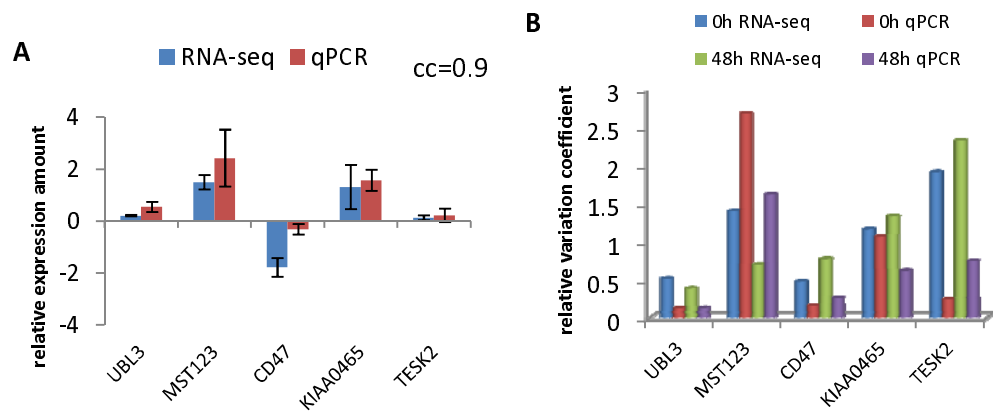 A
RNA-seq qPCR
cc=0.9
relative expression amount
4
2
0
-2
-4
UBL3 MST123 CD47 KIAA0465 TESK2
B
0h RNA-seq 0h qPCR
48h RNA-seq 48h qPCR
relative variation coefficient
3
2.5
2
1.5
1
0.5
0
UBL3 MST123 CD47 KIAA0465 TESK2